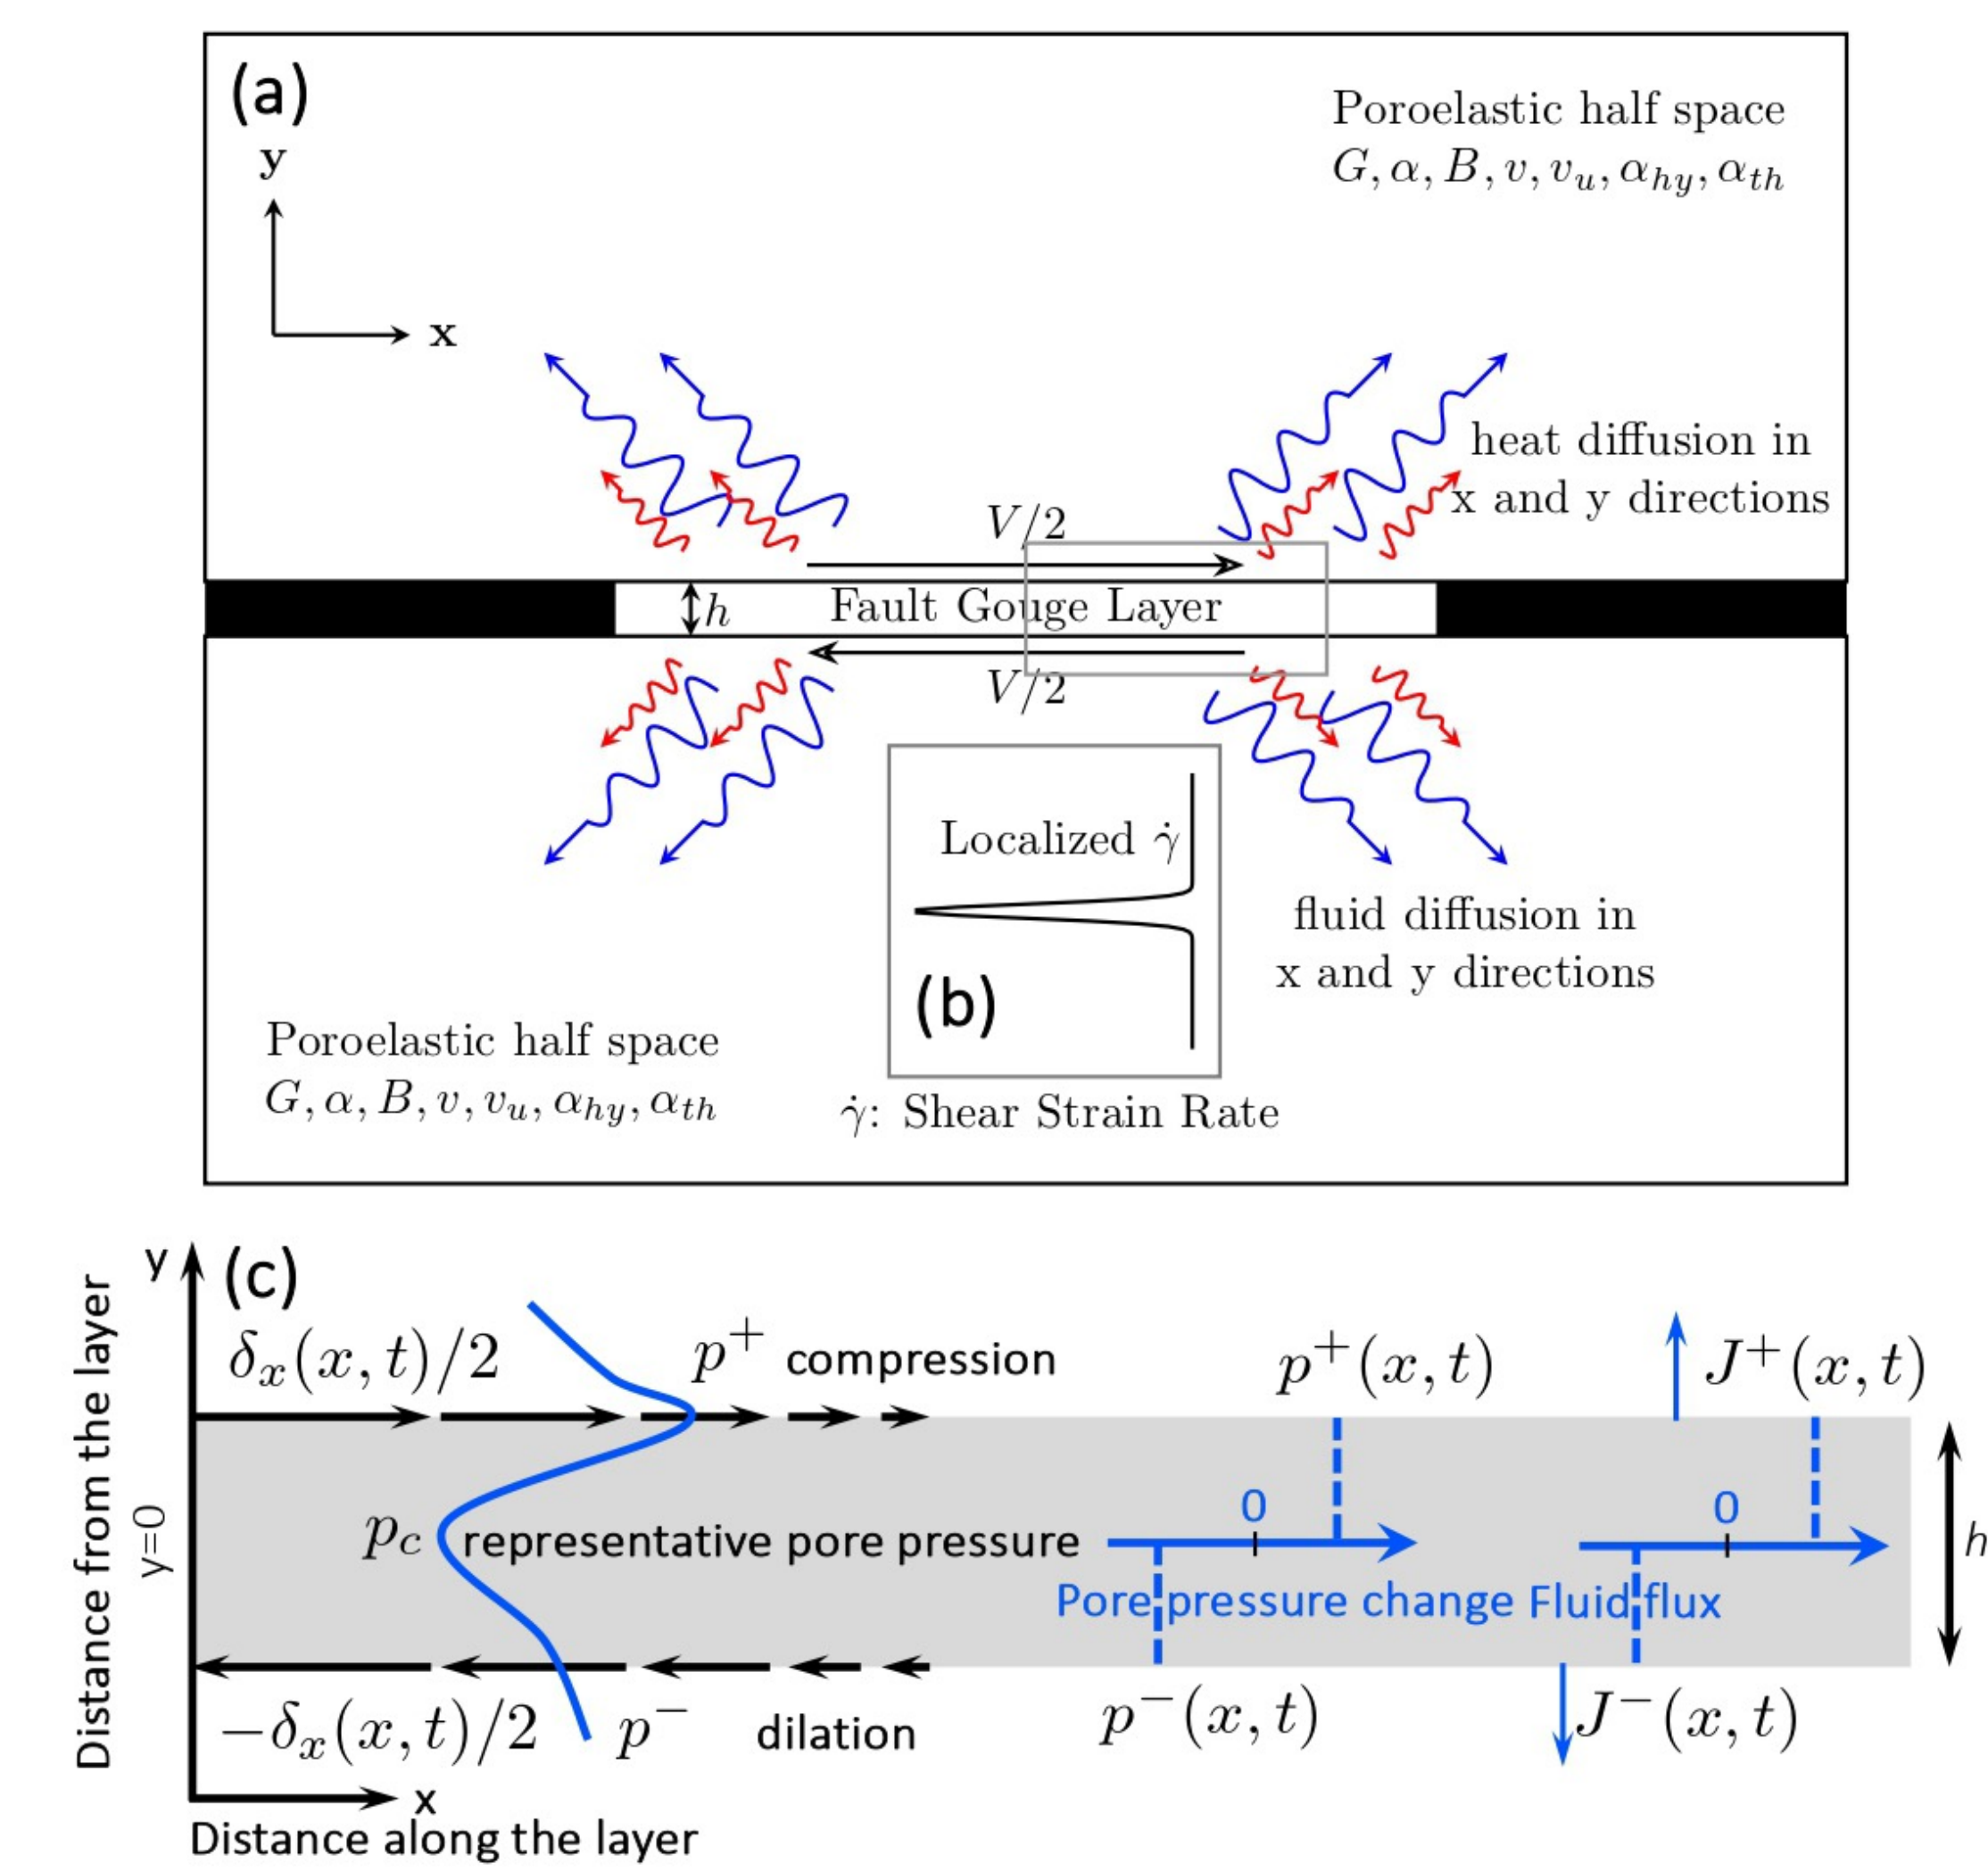 (a)
y
x
Poroelastic half space
G, α, B, v, v_u, α_hy, α_th
heat diffusion in
x and y directions
V/2
Fault Gouge Layer
h
V/2
Localized γ̇
(b)
γ̇: Shear Strain Rate
fluid diffusion in
x and y directions
Poroelastic half space
G, α, B, v, v_u, α_hy, α_th
(c)
y
Distance from the layer
y=0
δ_x(x, t)/2
p^+ compression
p^+(x, t)
J^+(x, t)
p_c representative pore pressure
0
0
Pore pressure change
Fluid flux
h
−δ_x(x, t)/2
p^− dilation
p^−(x, t)
J^−(x, t)
x
Distance along the layer